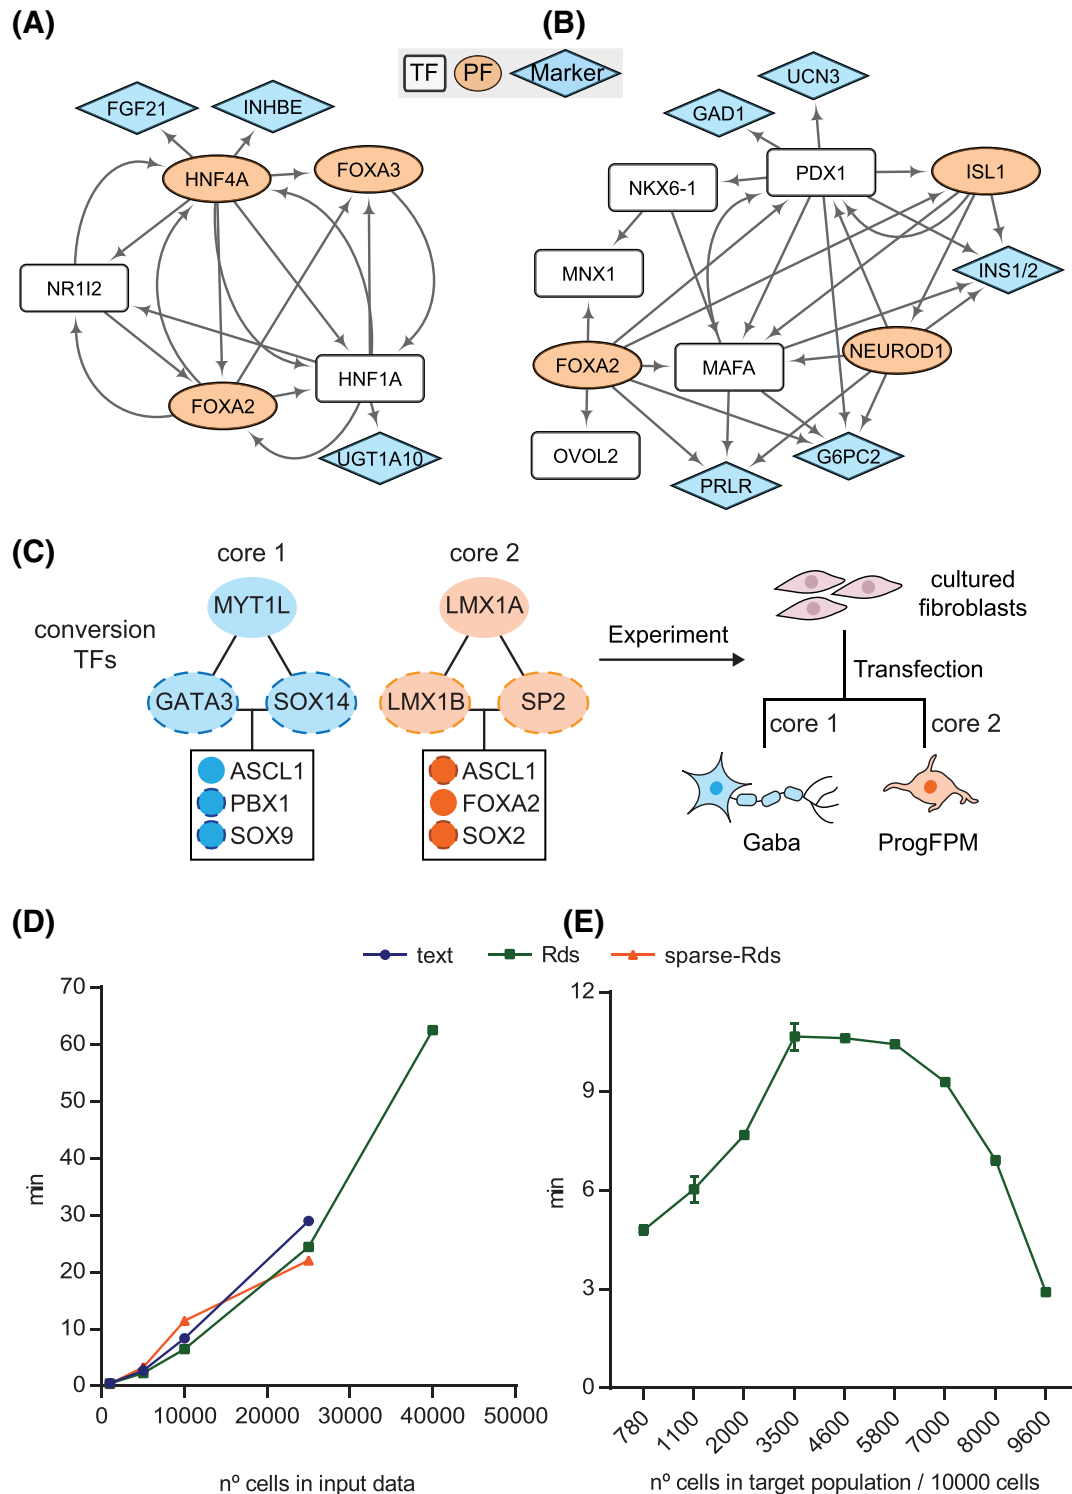 (A)
(B)
TF PF Marker
FGF21
INHBE
HNF4A
FOXA3
NR1I2
HNF1A
FOXA2
UGT1A10
UCN3
GAD1
PDX1
ISL1
NKX6-1
MNX1
INS1/2
FOXA2
MAFA
NEUROD1
OVOL2
PRLR
G6PC2
(C)
core 1
core 2
conversion
TFs
MYT1L
LMX1A
GATA3
SOX14
LMX1B
SP2
ASCL1
PBX1
SOX9
ASCL1
FOXA2
SOX2
Experiment
cultured
fibroblasts
Transfection
core 1
core 2
Gaba
ProgFPM
(D)
(E)
text Rds sparse-Rds
70
60
50
40
30
20
10
0
min
0 10000 20000 30000 40000 50000
nº cells in input data
12
9
6
3
0
min
780 1100 2000 3500 4600 5800 7000 8000 9600
nº cells in target population / 10000 cells